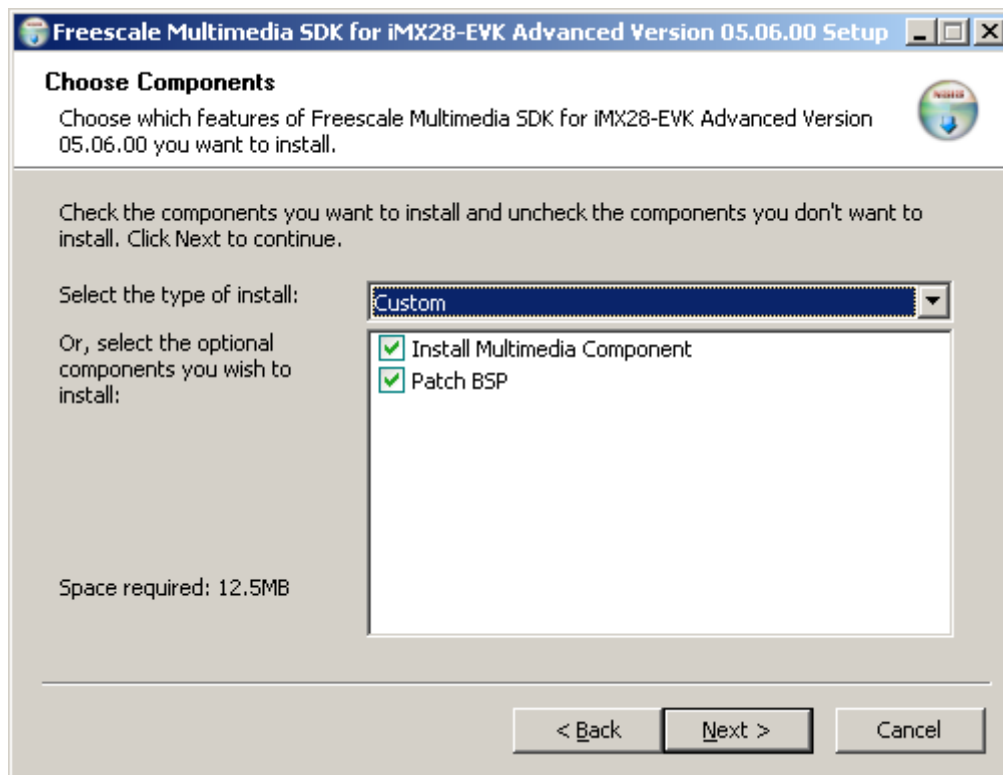 Freescale Multimedia SDK for iMX28-EVK Advanced Version 05.06.00 Setup
Choose Components
Choose which features of Freescale Multimedia SDK for iMX28-EVK Advanced Version
05.06.00 you want to install.
Check the components you want to install and uncheck the components you don't want to
install. Click Next to continue.
Select the type of install:
Custom
Or, select the optional
components you wish to
install:
Install Multimedia Component
Patch BSP
Space required: 12.5MB
< Back
Next >
Cancel